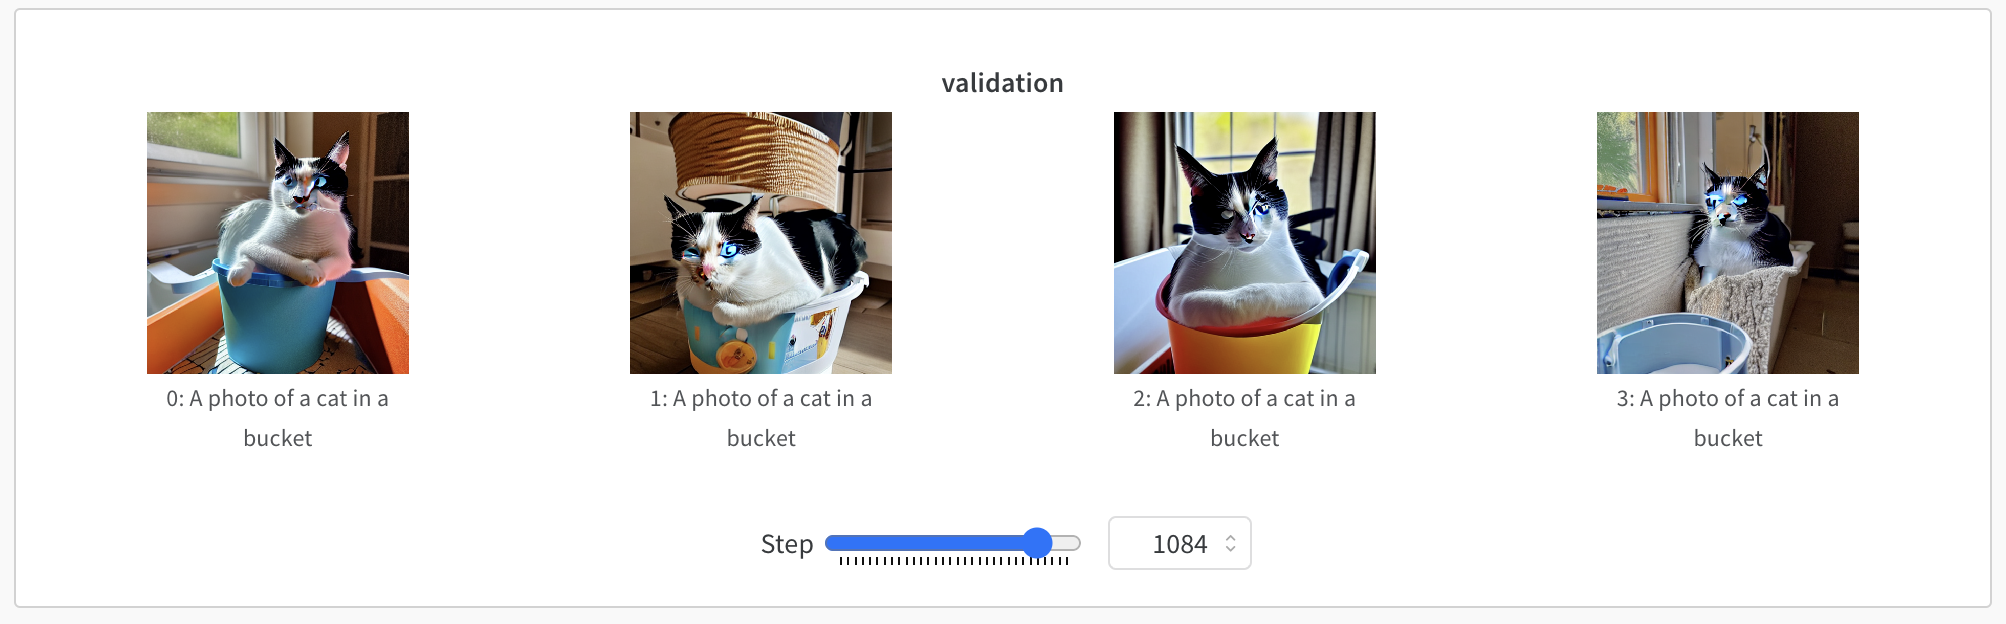 validation
0: A photo of a cat in a
bucket
1: A photo of a cat in a
bucket
2: A photo of a cat in a
bucket
3: A photo of a cat in a
bucket
Step
1084